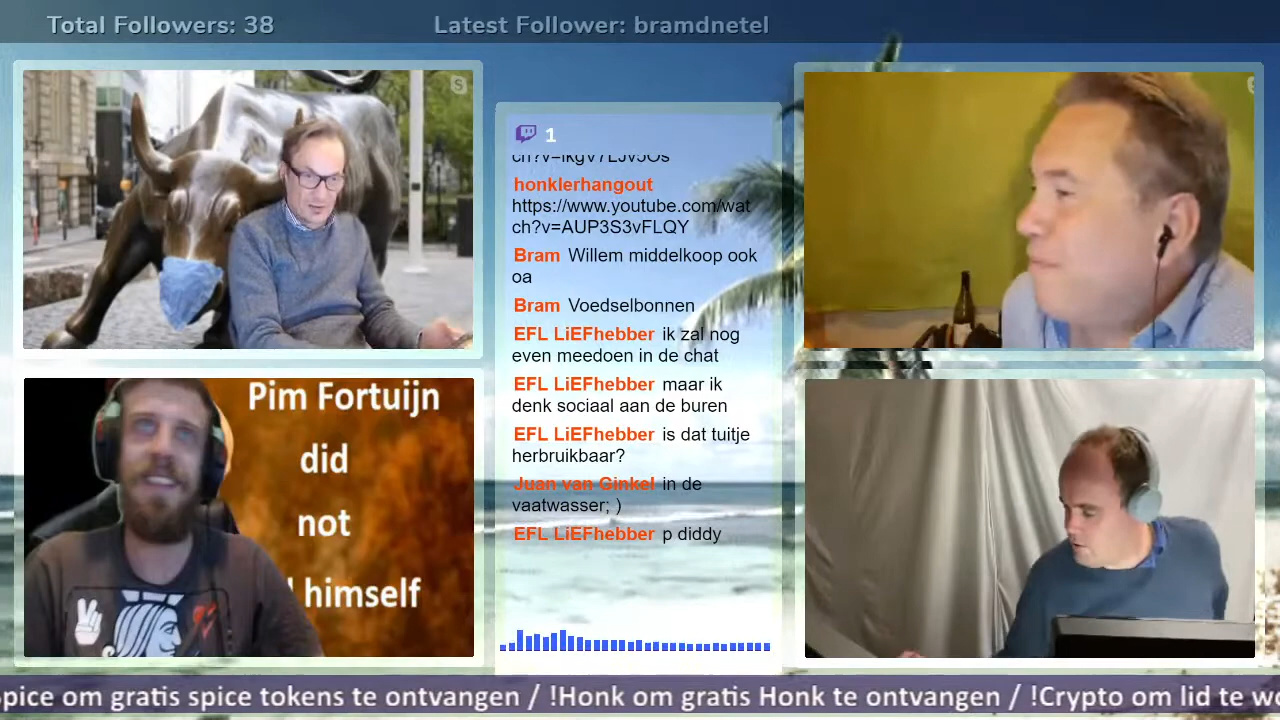 Total Followers: 38
Latest Follower: bramdnetel
1
ch?v=IkgV7LJv5Os
honklerhangout
https://www.youtube.com/wat
ch?v=AUP3S3vFLQY
Bram Willem middelkoop ook
oa
Bram Voedselbonnen
EFL LiEFhebber ik zal nog
even meedoen in de chat
EFL LiEFhebber maar ik
denk sociaal aan de buren
EFL LiEFhebber is dat tuitje
herbruikbaar?
Juan van Ginkel in de
vaatwasser; )
EFL LiEFhebber p diddy
Pim Fortuijn
did
not
himself
Spice om gratis spice tokens te ontvangen / !Honk om gratis Honk te ontvangen / !Crypto om lid te wo